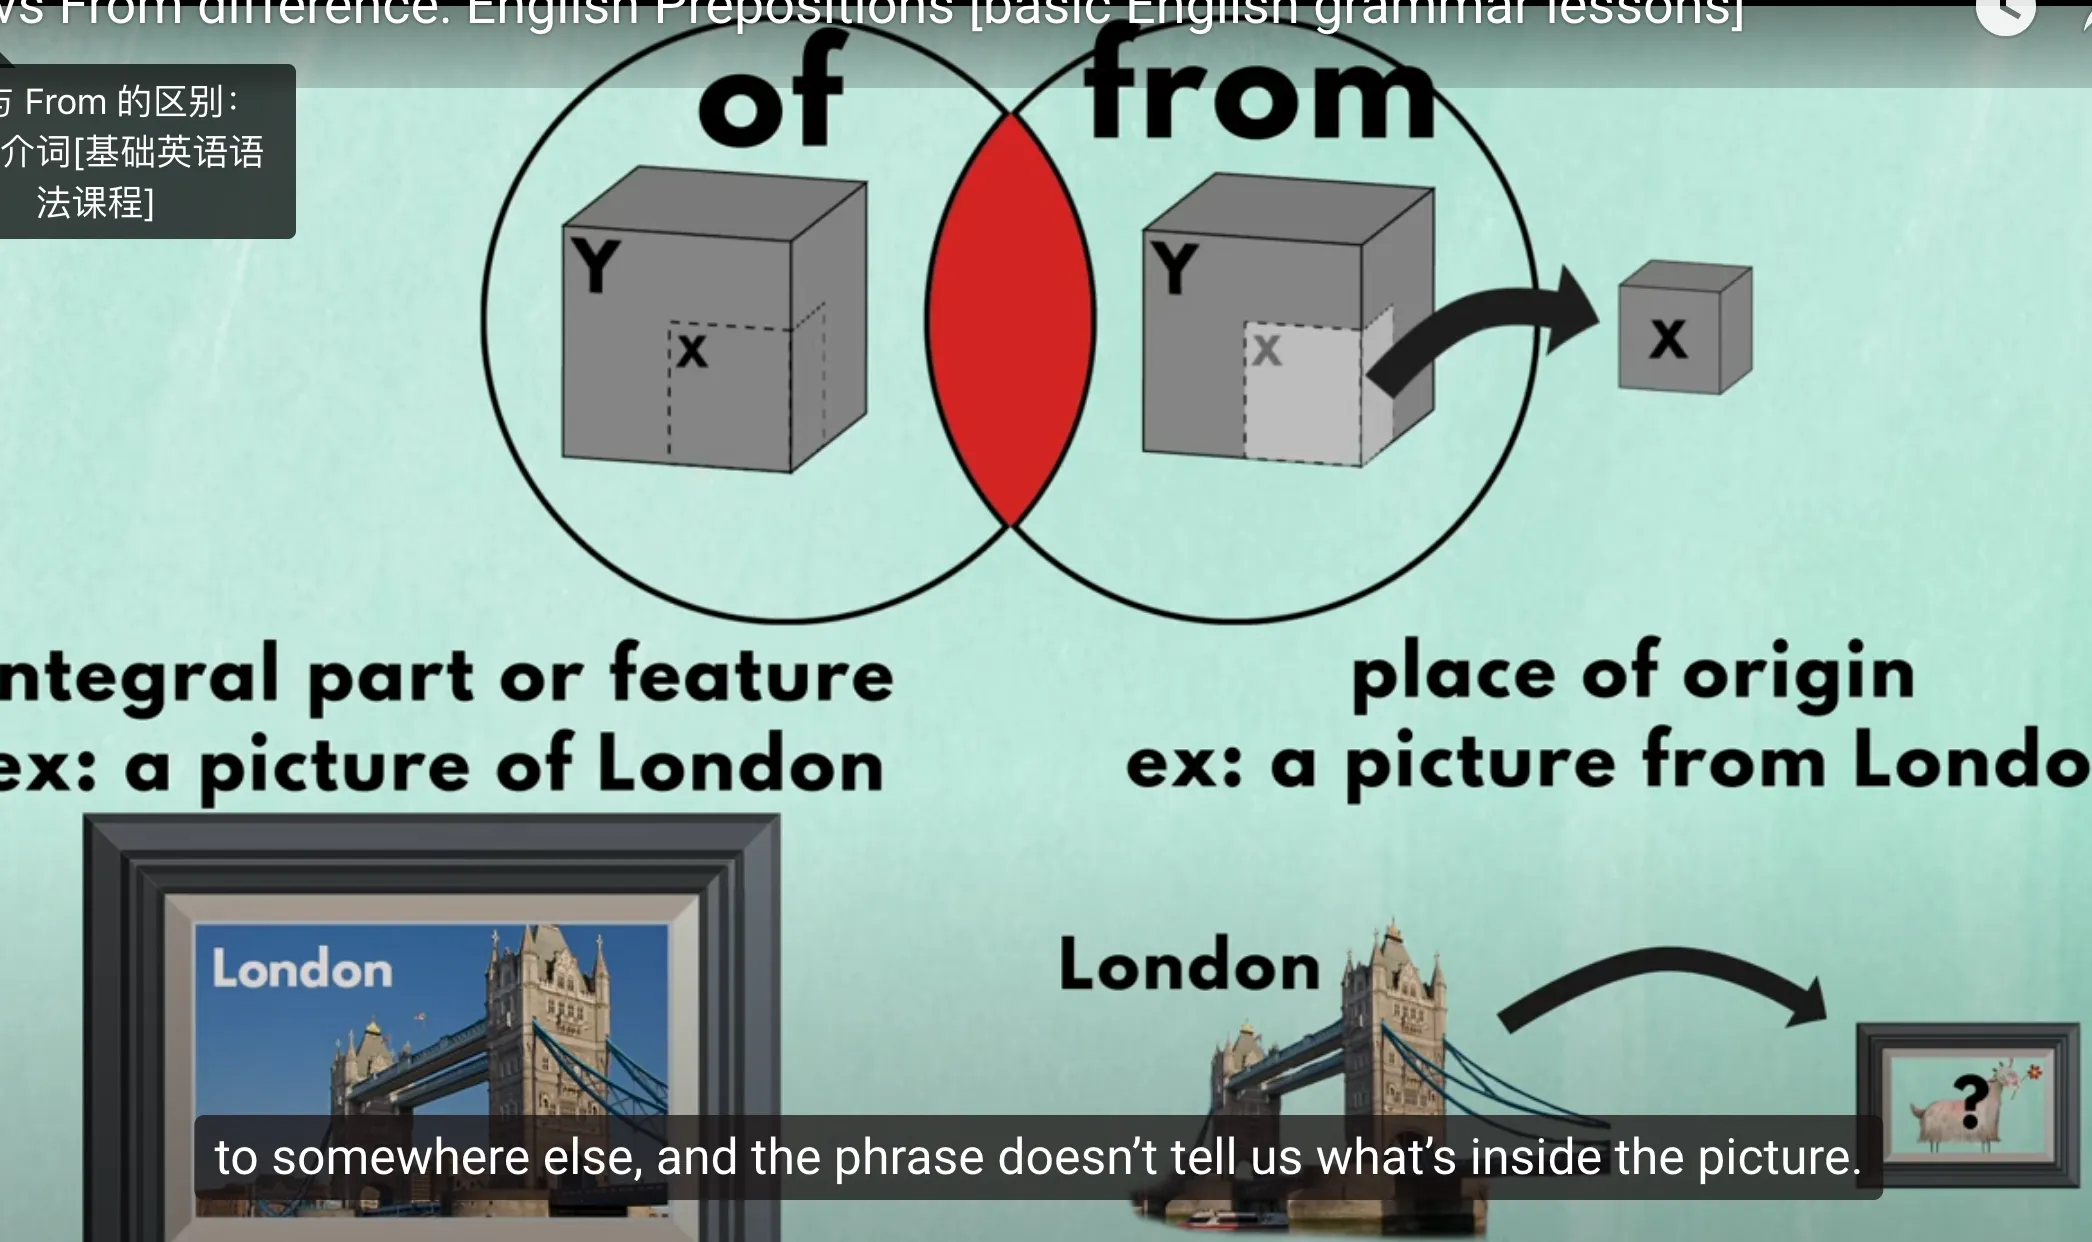 vs From difference: English Prepositions [basic English grammar lessons]
与 From 的区别：
介词[基础英语语
法课程]
of
from
Y
X
Y
X
X
ntegral part or feature
ex: a picture of London
place of origin
ex: a picture from Londo
London
London
?
to somewhere else, and the phrase doesn’t tell us what’s inside the picture.